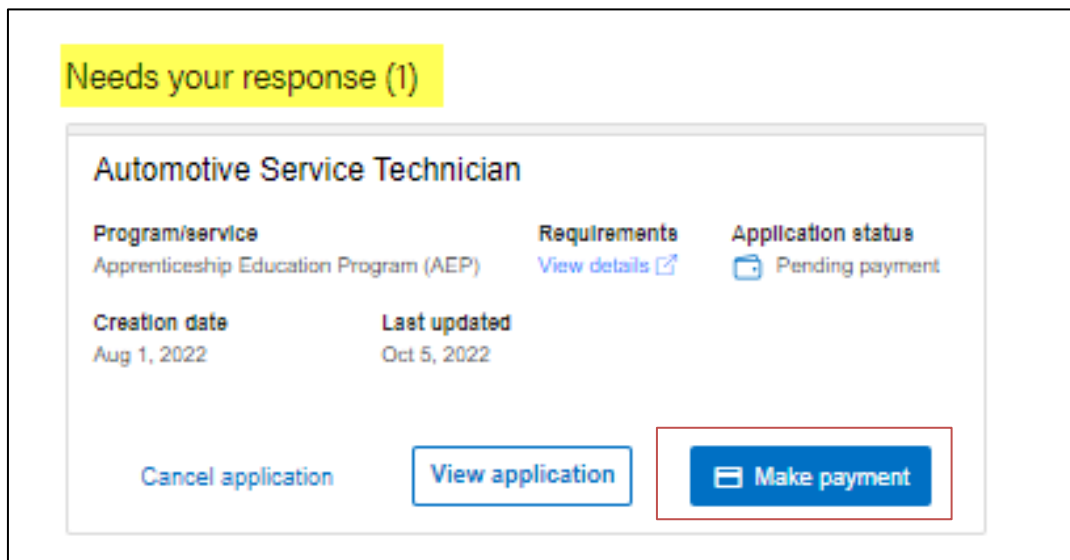 Needs your response (1)
Automotive Service Technician
Program/service Requirements Application status
Apprenticeship Education Program (AEP) View details Pending payment
Creation date Last updated
Aug 1, 2022 Oct 5, 2022
Cancel application View application Make payment